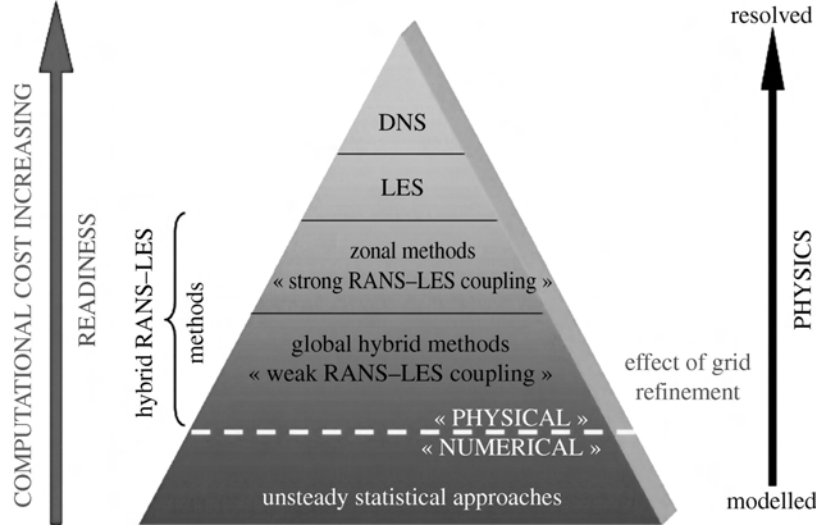 COMPUTATIONAL COST INCREASING
READINESS
hybrid RANS–LES
methods
DNS
LES
zonal methods
« strong RANS–LES coupling »
global hybrid methods
« weak RANS–LES coupling »
« PHYSICAL »
« NUMERICAL »
unsteady statistical approaches
effect of grid
refinement
resolved
PHYSICS
modelled